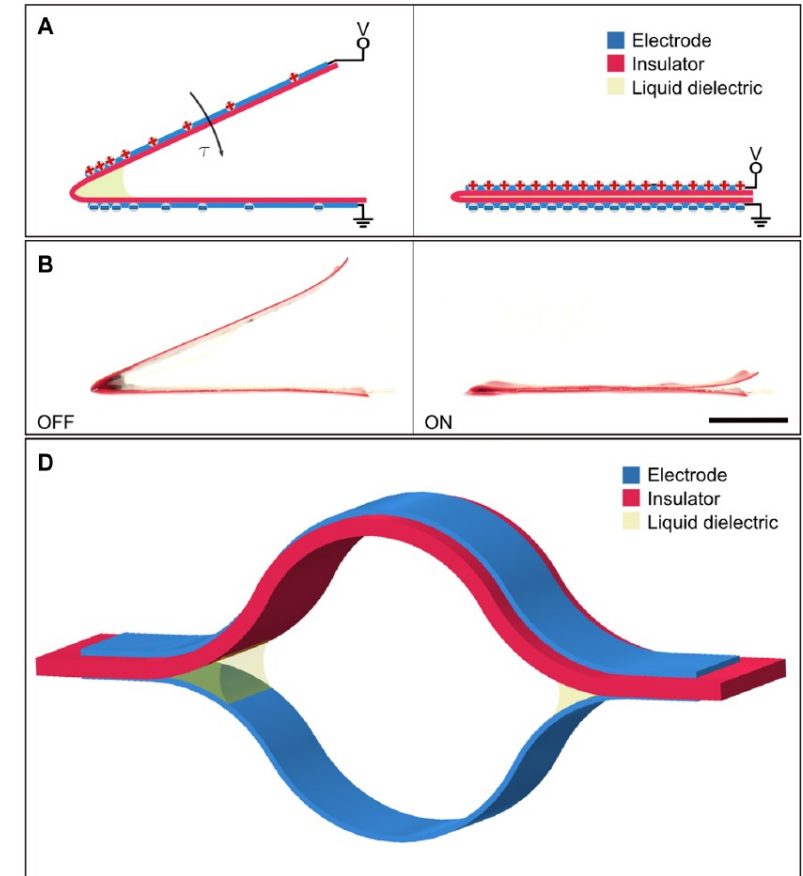 A
V
τ
Electrode
Insulator
Liquid dielectric
V
B
OFF
ON
D
Electrode
Insulator
Liquid dielectric